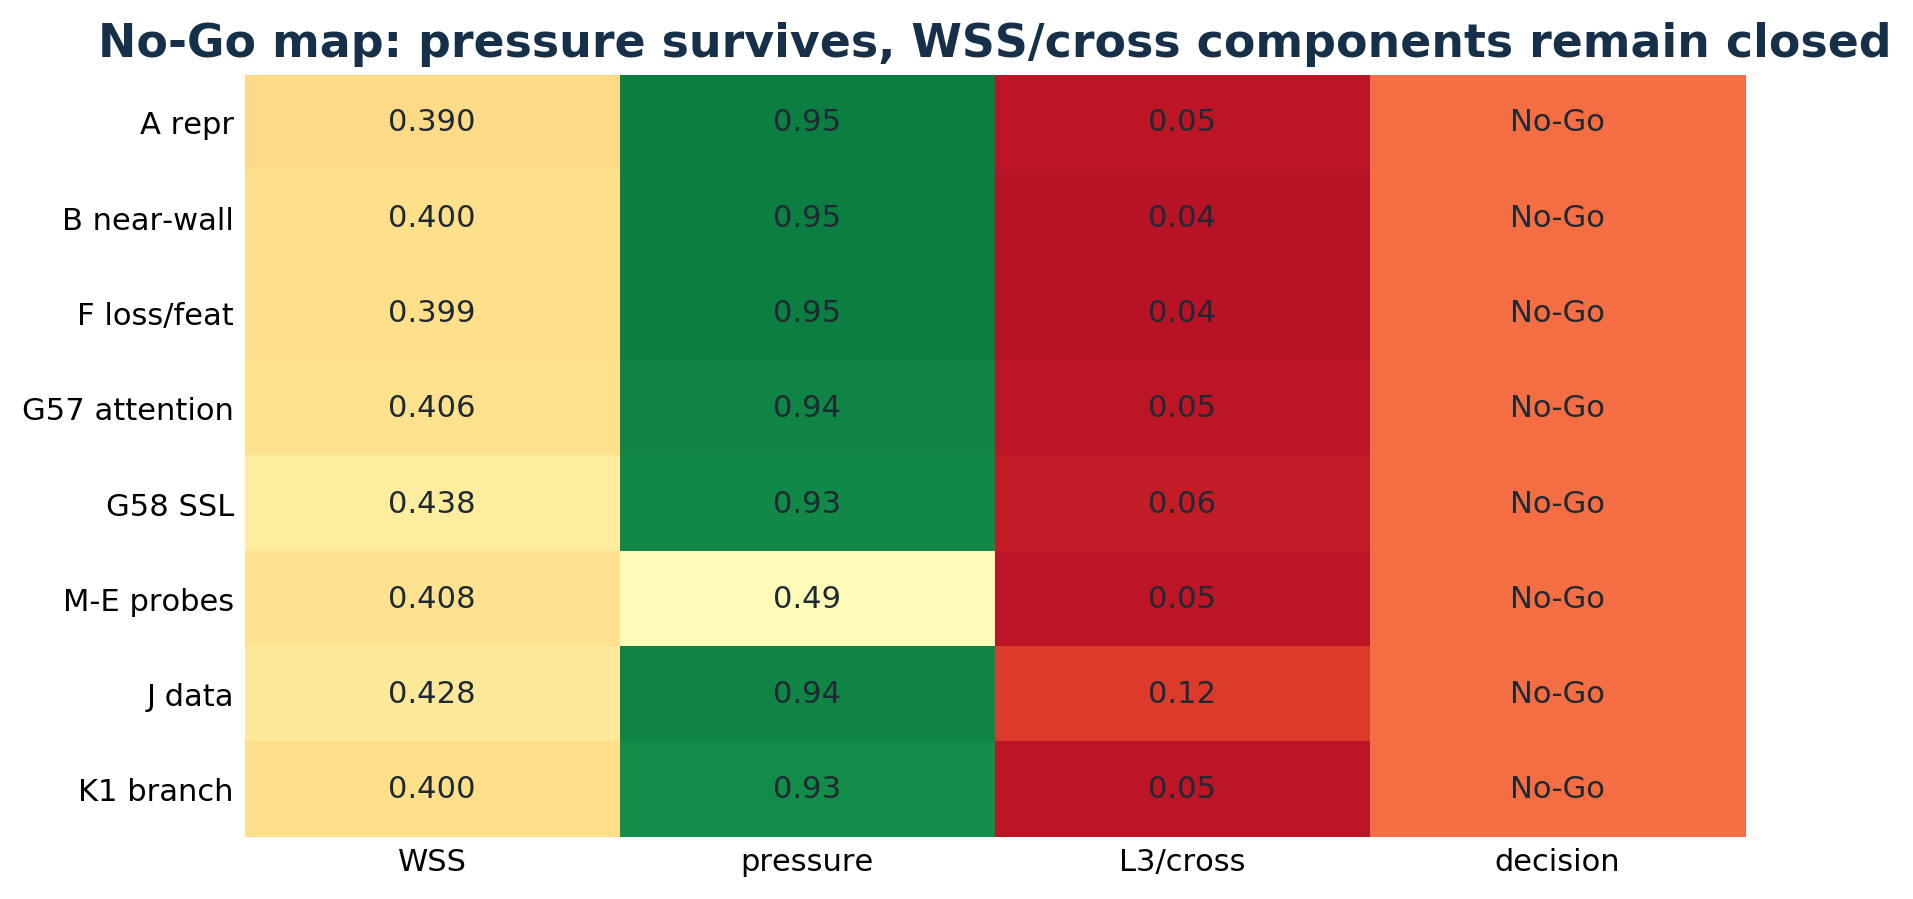 No-Go map: pressure survives, WSS/cross components remain closed
A repr 0.390 0.95 0.05 No-Go
B near-wall 0.400 0.95 0.04 No-Go
F loss/feat 0.399 0.95 0.04 No-Go
G57 attention 0.406 0.94 0.05 No-Go
G58 SSL 0.438 0.93 0.06 No-Go
M-E probes 0.408 0.49 0.05 No-Go
J data 0.428 0.94 0.12 No-Go
K1 branch 0.400 0.93 0.05 No-Go
WSS pressure L3/cross decision